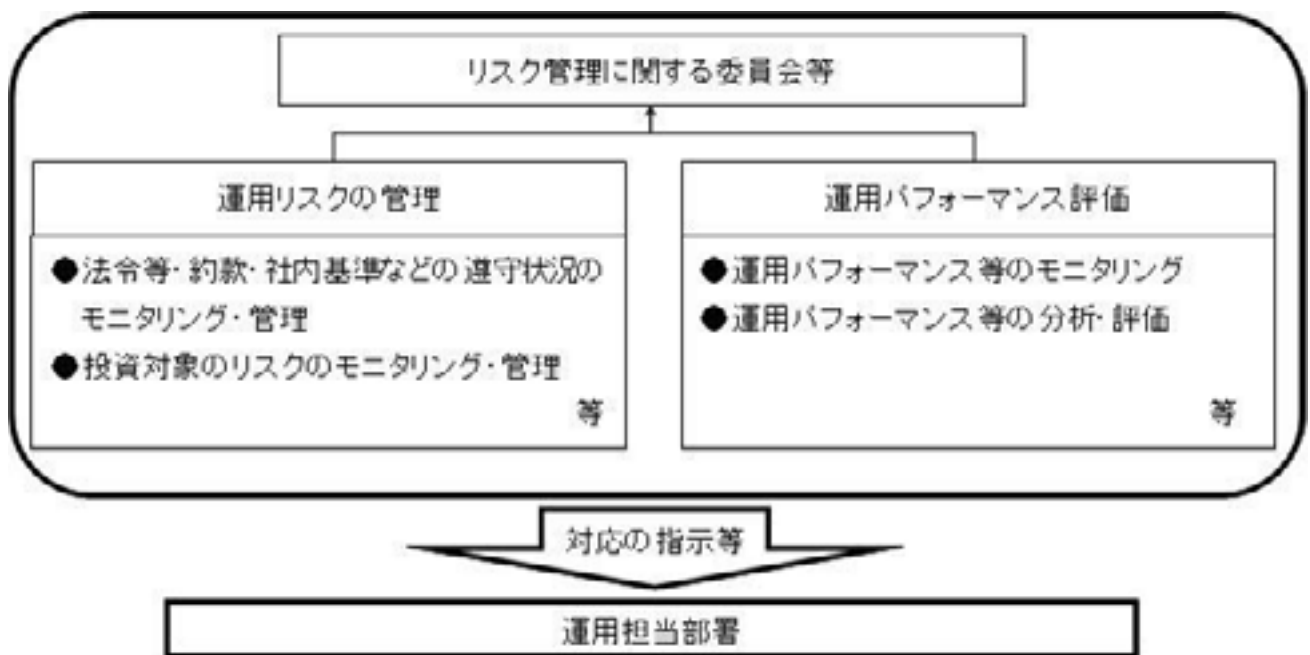 リスク管理に関する委員会等
運用リスクの管理
●法令等・約款・社内基準などの遵守状況の
モニタリング・管理
●投資対象のリスクのモニタリング・管理
等
運用パフォーマンス評価
●運用パフォーマンス等のモニタリング
●運用パフォーマンス等の分析・評価
等
対応の指示等
運用担当部署